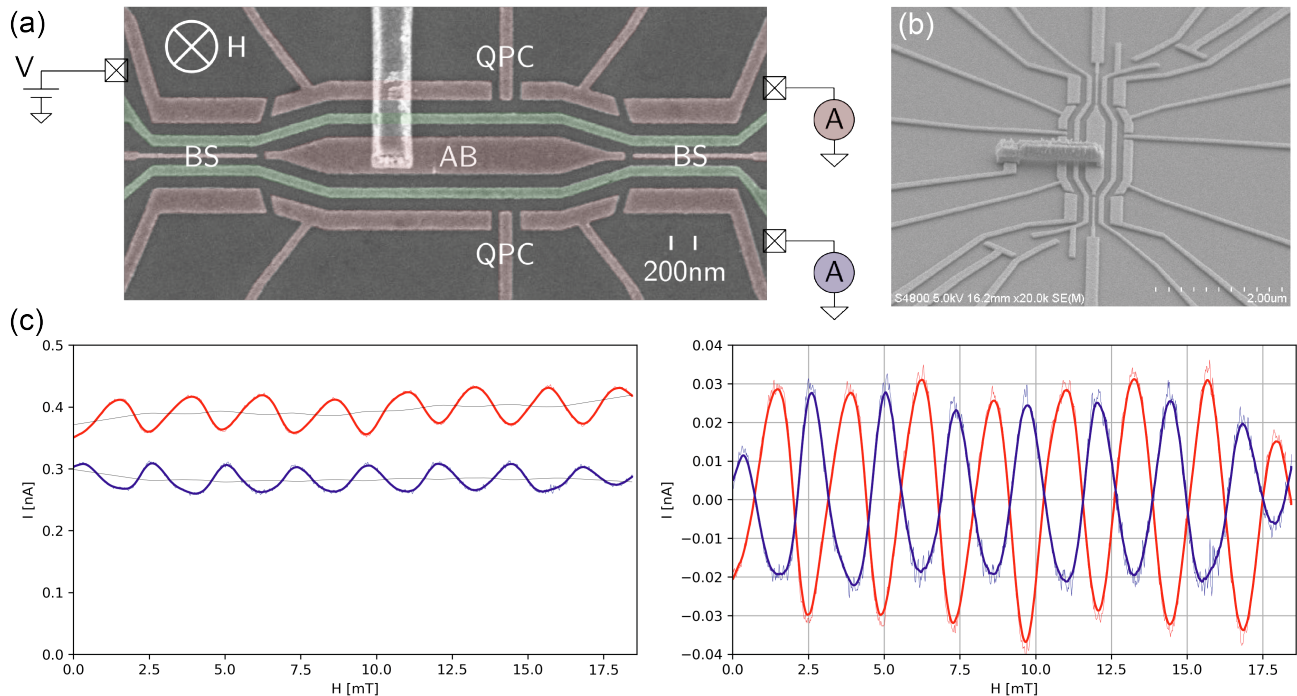 (a)
H
V
QPC
A
BS
AB
BS
QPC
200nm
A
(b)
S4800 5.0kV 16.2mm x20.0k SE(M)
2.00um
(c)
I [nA]
0.5
0.4
0.3
0.2
0.1
0.0
0.0 2.5 5.0 7.5 10.0 12.5 15.0 17.5
H [mT]
I [nA]
0.04
0.03
0.02
0.01
0.00
−0.01
−0.02
−0.03
−0.04
0.0 2.5 5.0 7.5 10.0 12.5 15.0 17.5
H [mT]